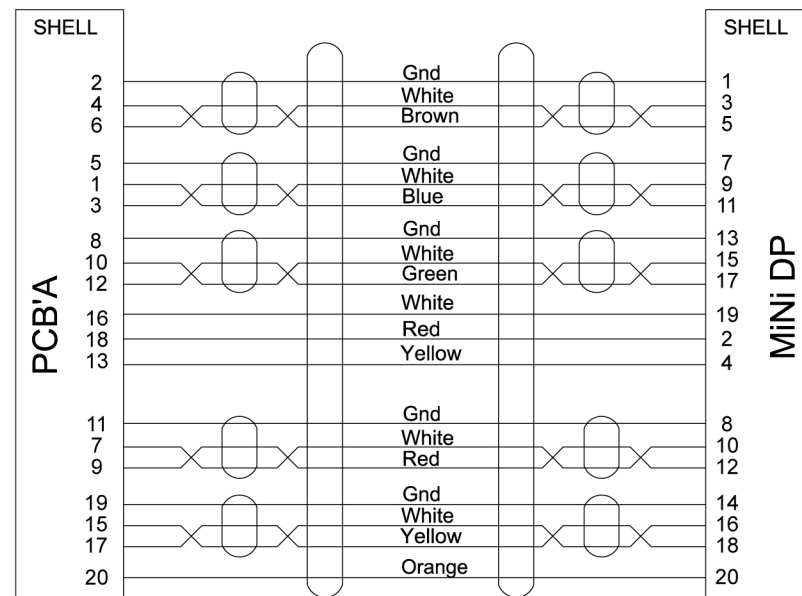 SHELL SHELL
2 Gnd 1
4 White 3
6 Brown 5
5 Gnd 7
1 White 9
3 Blue 11
8 Gnd 13
10 White 15
12 Green 17
16 White 19
18 Red 2
13 Yellow 4
11 Gnd 8
7 White 10
9 Red 12
19 Gnd 14
15 White 16
17 Yellow 18
20 Orange 20
PCB'A
MiNi DP